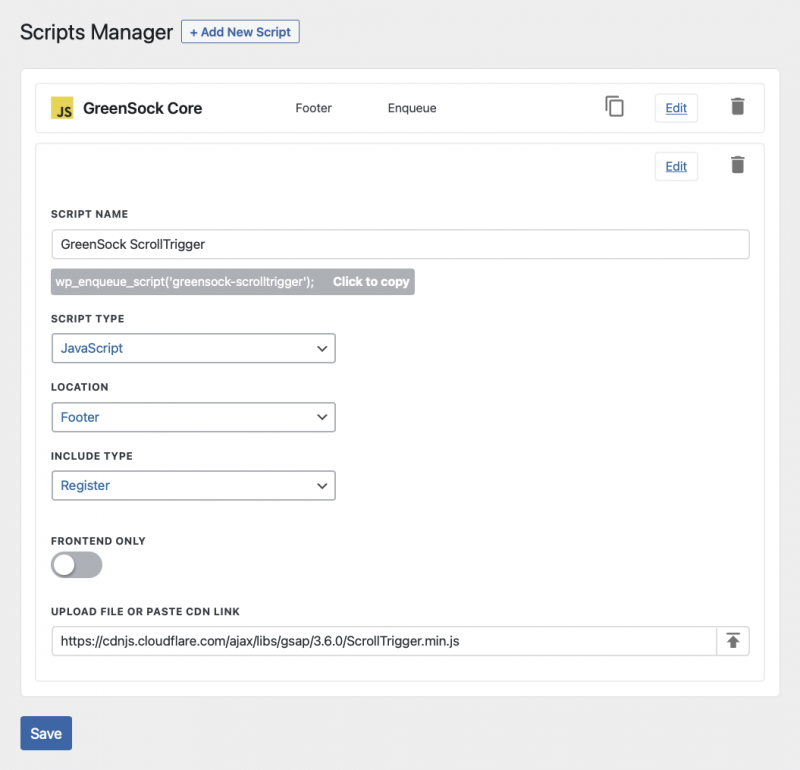 Scripts Manager + Add New Script
JS GreenSock Core Footer Enqueue Edit
Edit
SCRIPT NAME
GreenSock ScrollTrigger
wp_enqueue_script('greensock-scrolltrigger'); Click to copy
SCRIPT TYPE
JavaScript
LOCATION
Footer
INCLUDE TYPE
Register
FRONTEND ONLY
UPLOAD FILE OR PASTE CDN LINK
https://cdnjs.cloudflare.com/ajax/libs/gsap/3.6.0/ScrollTrigger.min.js
Save